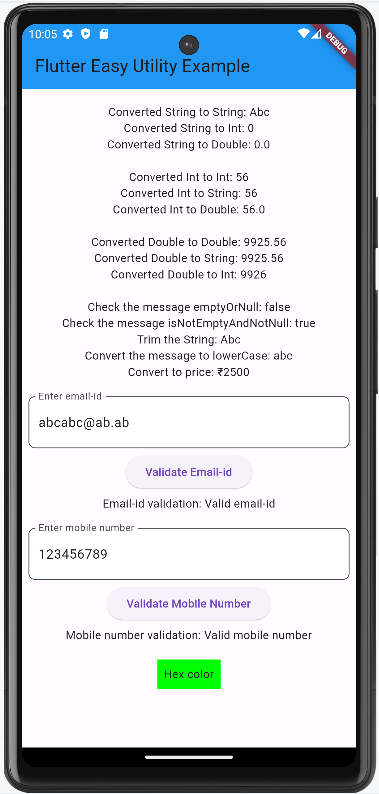 10:05
DEBUG
Flutter Easy Utility Example
Converted String to String: Abc
Converted String to Int: 0
Converted String to Double: 0.0
Converted Int to Int: 56
Converted Int to String: 56
Converted Int to Double: 56.0
Converted Double to Double: 9925.56
Converted Double to String: 9925.56
Converted Double to Int: 9926
Check the message emptyOrNull: false
Check the message isNotEmptyAndNotNull: true
Trim the String: Abc
Convert the message to lowerCase: abc
Convert to price: ₹2500
Enter email-id
abcabc@ab.ab
Validate Email-id
Email-id validation: Valid email-id
Enter mobile number
123456789
Validate Mobile Number
Mobile number validation: Valid mobile number
Hex color